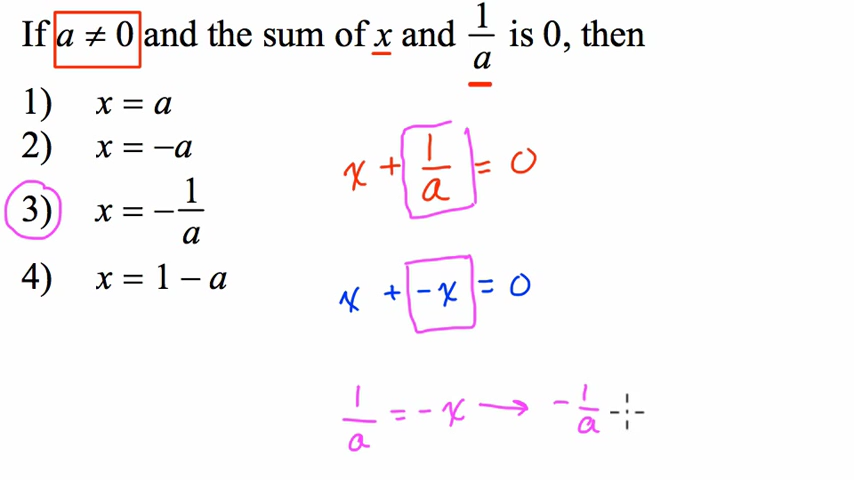 If a ≠ 0 and the sum of x and 1/a is 0, then
1) x = a
2) x = −a
3) x = −1/a
4) x = 1 − a
x + 1/a = 0
x + -x = 0
1/a = -x → -1/a